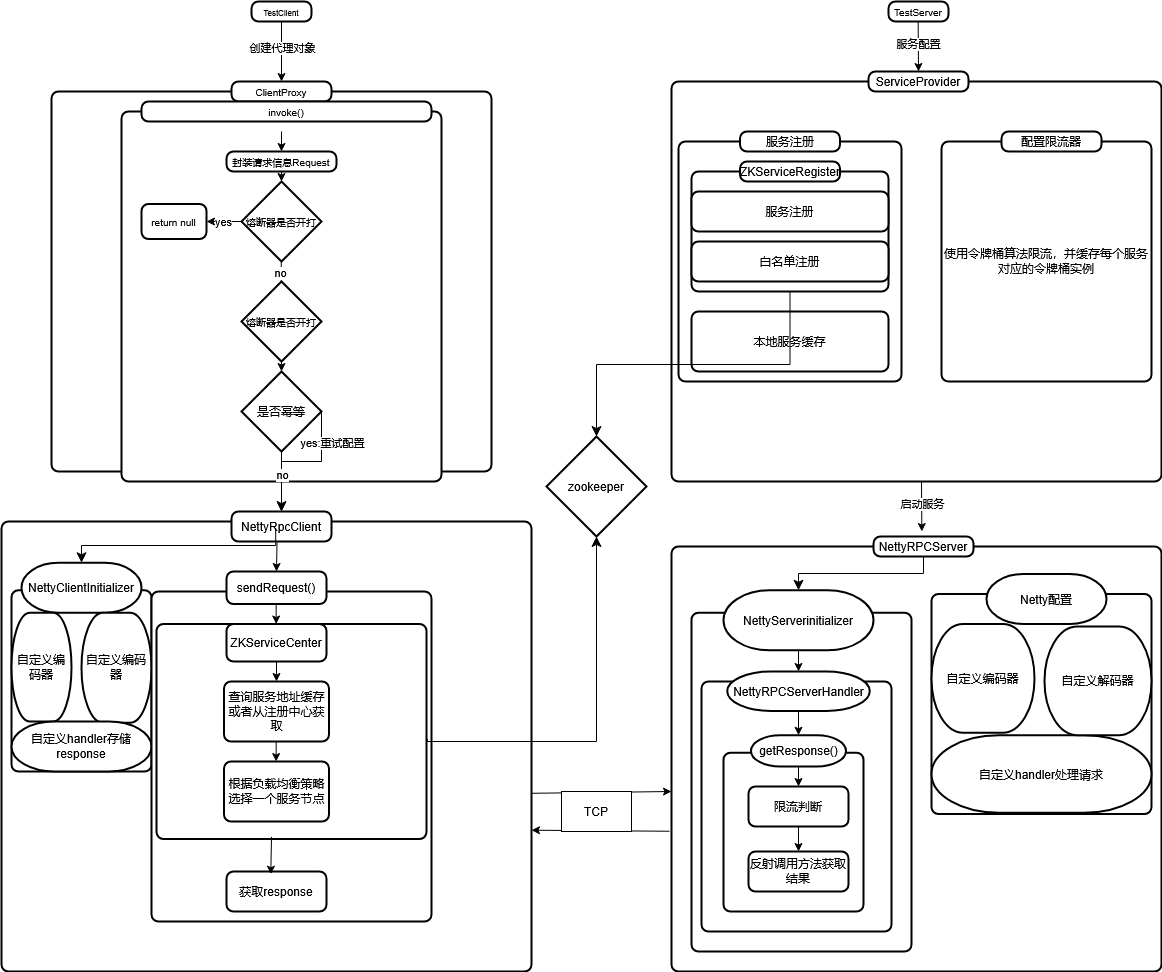 TestClient
创建代理对象
ClientProxy
invoke()
封装请求信息Request
熔断器是否开打
yes
return null
no
熔断器是否开打
是否幂等
yes:重试配置
no
NettyRpcClient
NettyClientInitializer
自定义编
码器
自定义编码
器
自定义handler存储
response
sendRequest()
ZKServiceCenter
查询服务地址缓存
或者从注册中心获
取
根据负载均衡策略
选择一个服务节点
获取response
zookeeper
TCP
TestServer
服务配置
ServiceProvider
服务注册
ZKServiceRegister
服务注册
白名单注册
本地服务缓存
配置限流器
使用令牌桶算法限流，并缓存每个服务
对应的令牌桶实例
启动服务
NettyRPCServer
NettyServerinitializer
NettyRPCServerHandler
getResponse()
限流判断
反射调用方法获取
结果
Netty配置
自定义编码器
自定义解码器
自定义handler处理请求